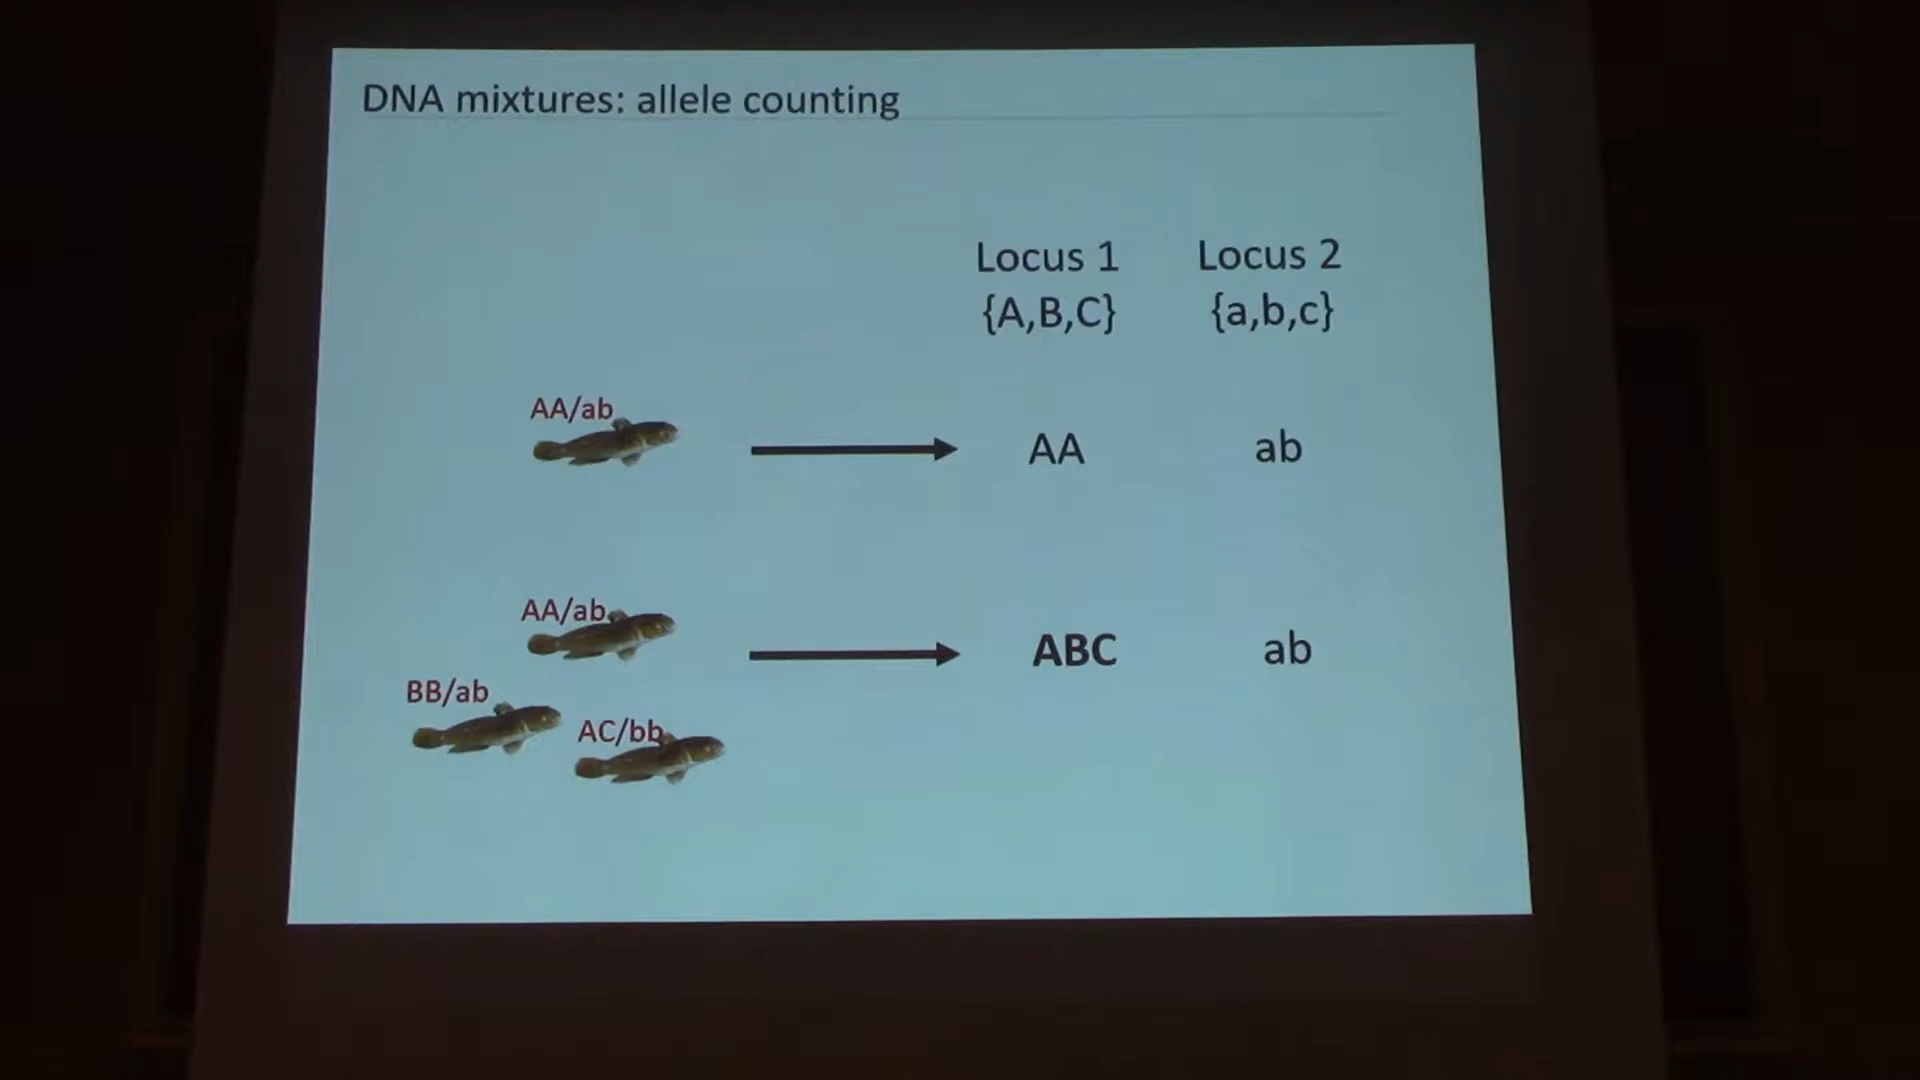 DNA mixtures: allele counting
Locus 1 Locus 2
{A,B,C} {a,b,c}
AA/ab
AA ab
AA/ab
ABC ab
BB/ab
AC/bb